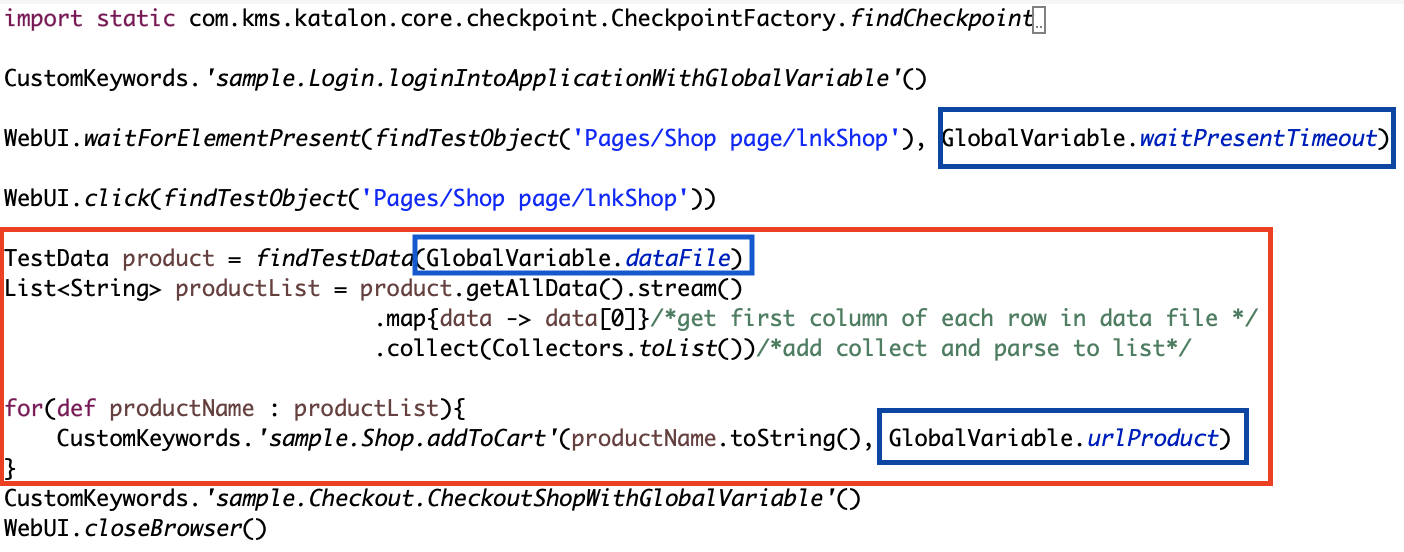 import static com.kms.katalon.core.checkpoint.CheckpointFactory.findCheckpoint..
CustomKeywords.'sample.Login.loginIntoApplicationWithGlobalVariable'()
WebUI.waitForElementPresent(findTestObject('Pages/Shop page/lnkShop'), GlobalVariable.waitPresentTimeout)
WebUI.click(findTestObject('Pages/Shop page/lnkShop'))
TestData product = findTestData(GlobalVariable.dataFile)
List<String> productList = product.getAllData().stream()
.map{data -> data[0]}/*get first column of each row in data file */
.collect(Collectors.toList())/*add collect and parse to list*/
for(def productName : productList){
CustomKeywords.'sample.Shop.addToCart'(productName.toString(), GlobalVariable.urlProduct)
}
CustomKeywords.'sample.Checkout.CheckoutShopWithGlobalVariable'()
WebUI.closeBrowser()